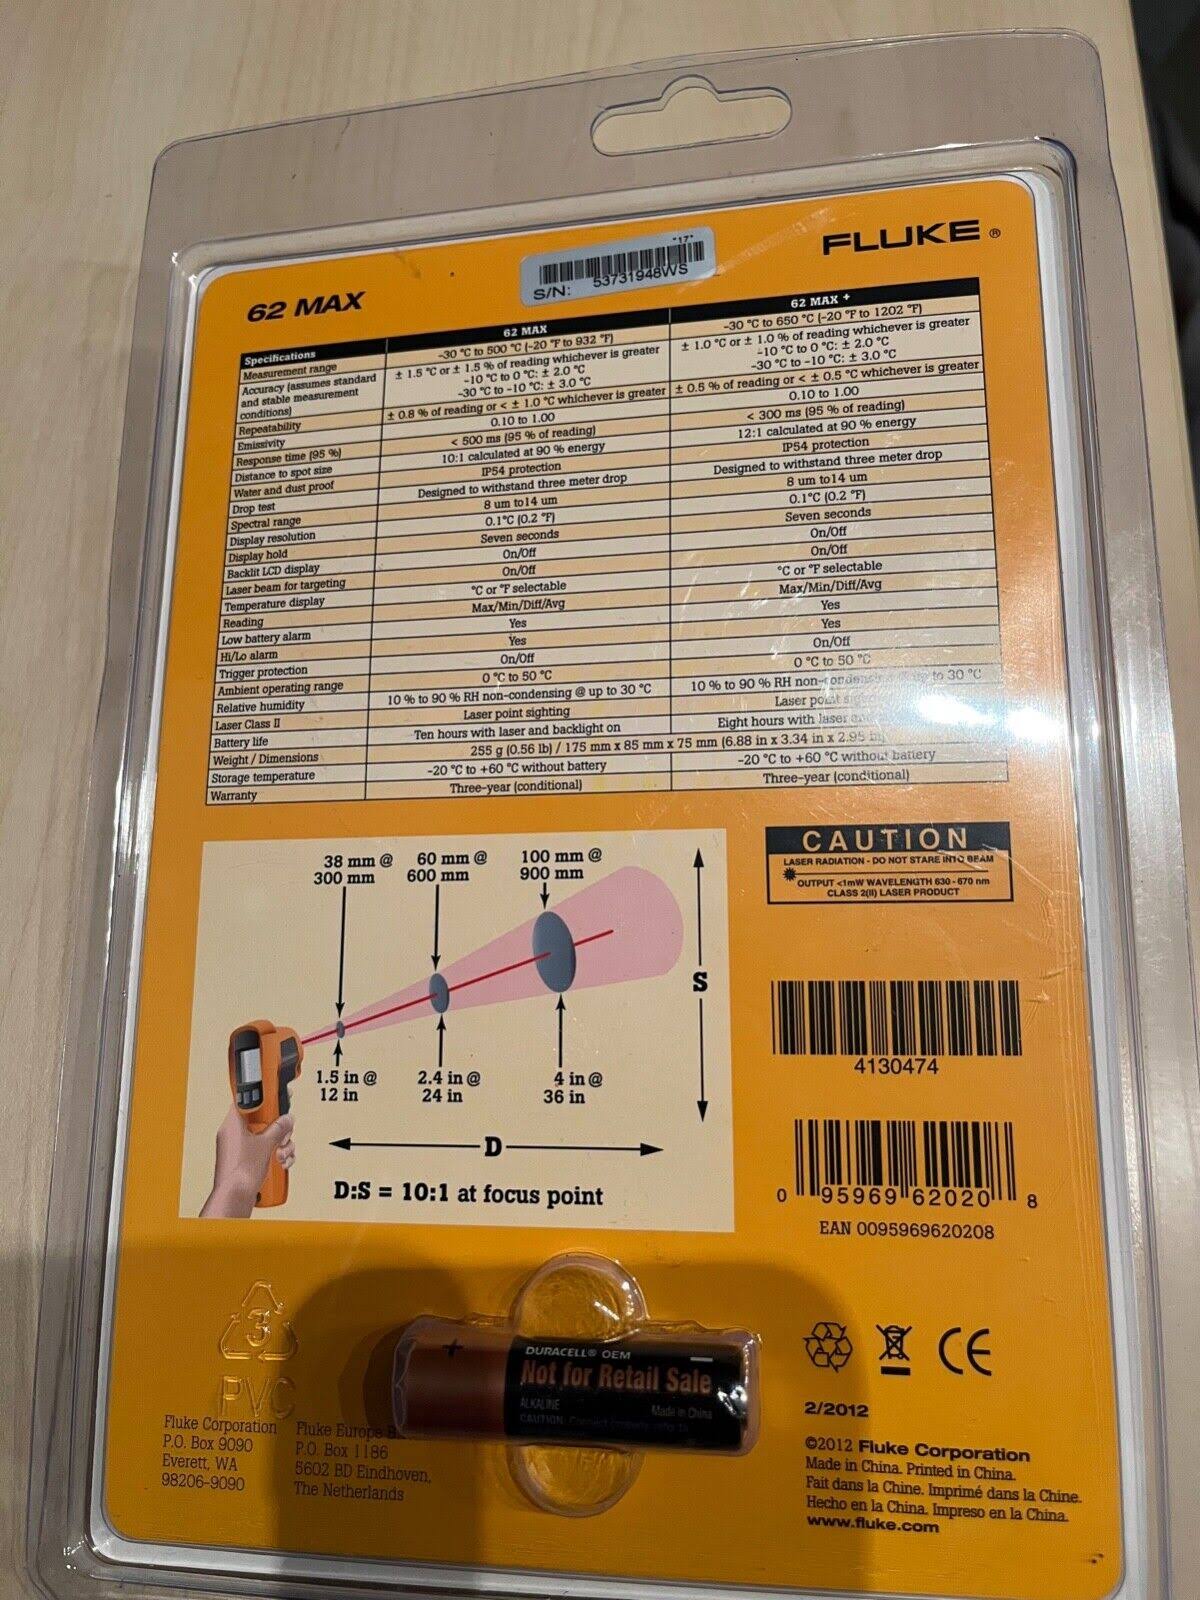 "17"
S/N: 53731948WS
FLUKE ®
62 MAX
Specifications 62 MAX 62 MAX +
Measurement range -30 °C to 500 °C (-20 °F to 932 °F) -30 °C to 650 °C (-20 °F to 1202 °F)
Accuracy (assumes standard and stable measurement conditions) ± 1.5 °C or ± 1.5 % of reading whichever is greater ± 1.0 °C or ± 1.0 % of reading whichever is greater
-10 °C to 0 °C: ± 2.0 °C -10 °C to 0 °C: ± 2.0 °C
-30 °C to -10 °C: ± 3.0 °C -30 °C to -10 °C: ± 3.0 °C
Repeatability ± 0.8 % of reading or < ± 1.0 °C whichever is greater ± 0.5 % of reading or < ± 0.5 °C whichever is greater
Emissivity 0.10 to 1.00 0.10 to 1.00
Response time (95 %) < 500 ms (95 % of reading) < 300 ms (95 % of reading)
Distance to spot size 10:1 calculated at 90 % energy 12:1 calculated at 90 % energy
Water and dust proof IP54 protection IP54 protection
Drop test Designed to withstand three meter drop Designed to withstand three meter drop
Spectral range 8 um to14 um 8 um to14 um
Display resolution 0.1°C (0.2 °F) 0.1°C (0.2 °F)
Display hold Seven seconds Seven seconds
Backlit LCD display On/Off On/Off
Laser beam for targeting On/Off On/Off
Temperature display °C or °F selectable °C or °F selectable
Reading Max/Min/Diff/Avg Max/Min/Diff/Avg
Low battery alarm Yes Yes
Hi/Lo alarm Yes Yes
Trigger protection On/Off On/Off
Ambient operating range 0 °C to 50 °C 0 °C to 50 °C
Relative humidity 10 % to 90 % RH non-condensing @ up to 30 °C 10 % to 90 % RH non-condensing @ up to 30 °C
Laser Class II Laser point sighting Laser point
Battery life Ten hours with laser and backlight on Eight hours with laser
Weight / Dimensions 255 g (0.56 lb) / 175 mm x 85 mm x 75 mm (6.88 in x 3.34 in x 2.95 in)
Storage temperature -20 °C to +60 °C without battery -20 °C to +60 °C without battery
Warranty Three-year (conditional) Three-year (conditional)
CAUTION
LASER RADIATION - DO NOT STARE INTO BEAM
OUTPUT <1mW WAVELENGTH 630 - 670 nm
CLASS 2(II) LASER PRODUCT
38 mm @ 60 mm @ 100 mm @
300 mm 600 mm 900 mm
S
1.5 in @ 2.4 in @ 4 in @
12 in 24 in 36 in
D
D:S = 10:1 at focus point
4130474
0 95969 62020 8
EAN 0095969620208
3
PVC
+
DURACELL® OEM
Not for Retail Sale
ALKALINE Made in China
CAUTION:
CE
2/2012
Fluke Corporation
P.O. Box 9090
Everett, WA
98206-9090
Fluke Europe B.
P.O. Box 1186
5602 BD Eindhoven,
The Netherlands
©2012 Fluke Corporation
Made in China. Printed in China.
Fait dans la Chine. Imprimé dans la Chine.
Hecho en la China. Impreso en la China.
www.fluke.com